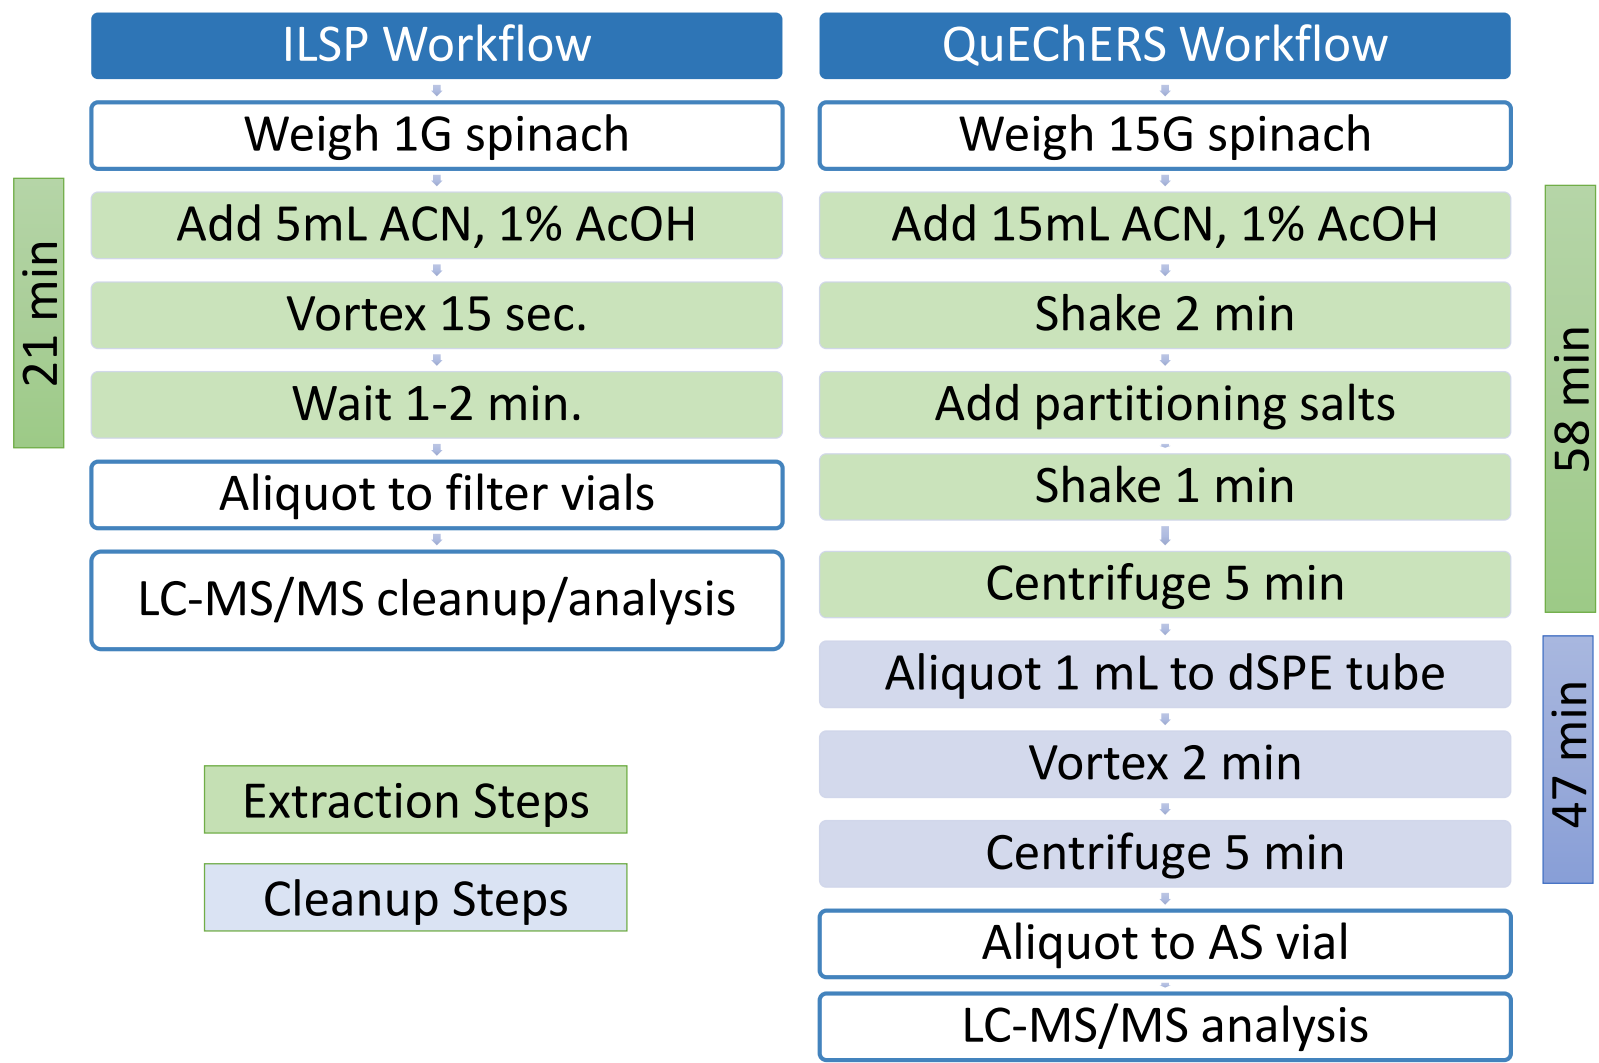 ILSP Workflow
Weigh 1G spinach
21 min
Add 5mL ACN, 1% AcOH
Vortex 15 sec.
Wait 1-2 min.
Aliquot to filter vials
LC-MS/MS cleanup/analysis
Extraction Steps
Cleanup Steps
QuEChERS Workflow
Weigh 15G spinach
Add 15mL ACN, 1% AcOH
Shake 2 min
Add partitioning salts
Shake 1 min
Centrifuge 5 min
58 min
Aliquot 1 mL to dSPE tube
Vortex 2 min
Centrifuge 5 min
47 min
Aliquot to AS vial
LC-MS/MS analysis